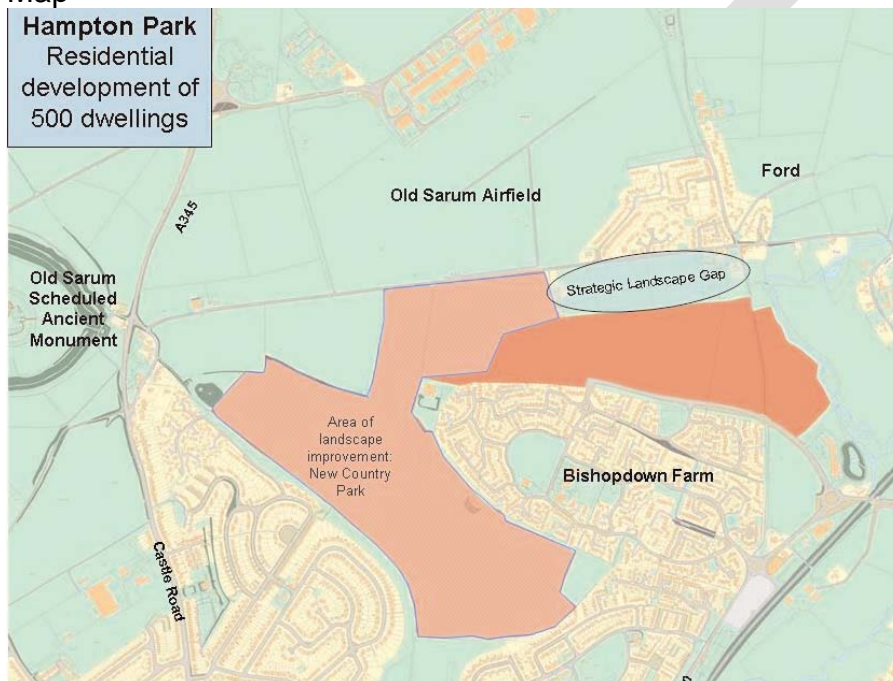 Map
Hampton Park
Residential
development of
500 dwellings
Old Sarum Airfield
Ford
A345
Strategic Landscape Gap
Old Sarum
Scheduled
Ancient
Monument
Area of
landscape
improvement:
New Country
Park
Bishopdown Farm
Castle Road